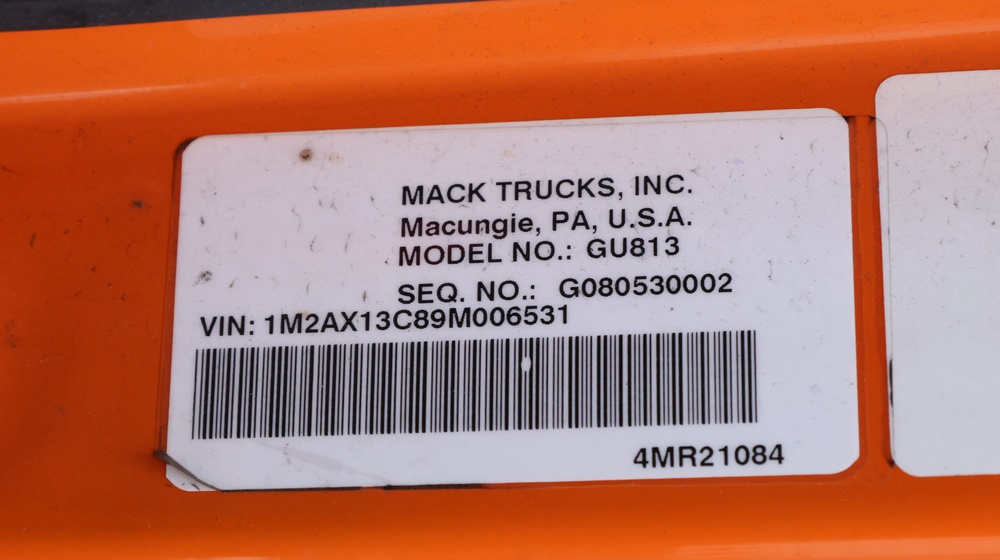 MACK TRUCKS, INC.
Macungie, PA, U.S.A.
MODEL NO.: GU813
SEQ. NO.: G080530002
VIN: 1M2AX13C89M006531
4MR21084